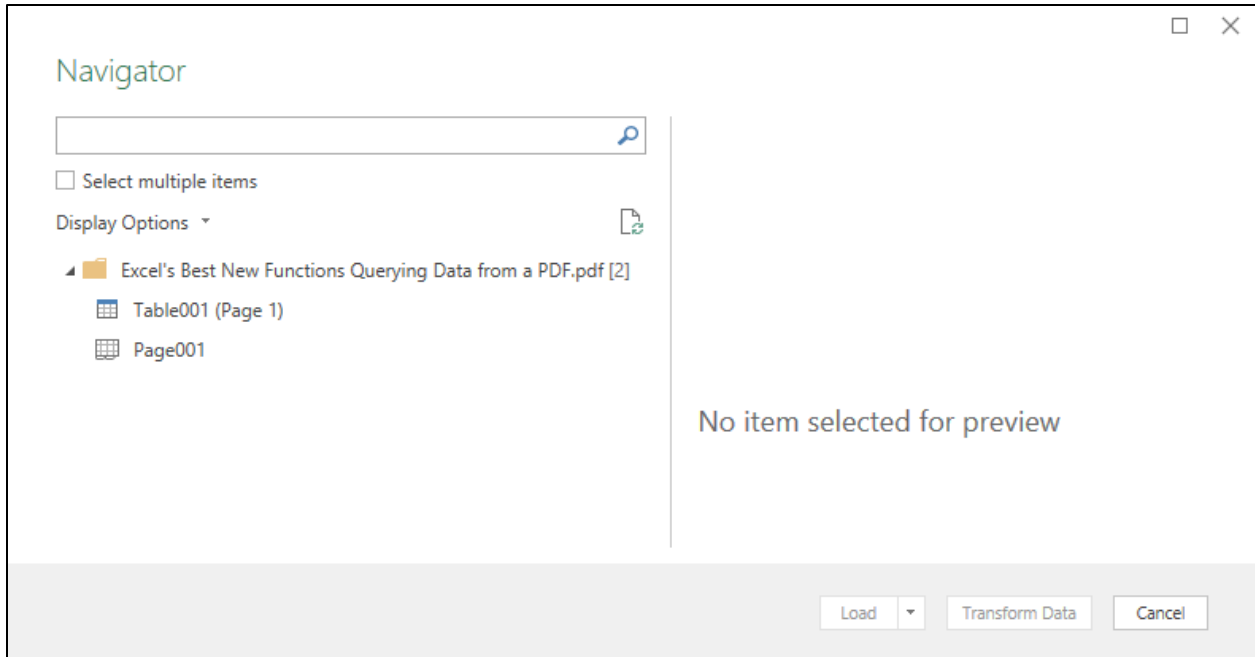 Navigator
Select multiple items
Display Options
Excel's Best New Functions Querying Data from a PDF.pdf [2]
Table001 (Page 1)
Page001
No item selected for preview
Load
Transform Data
Cancel